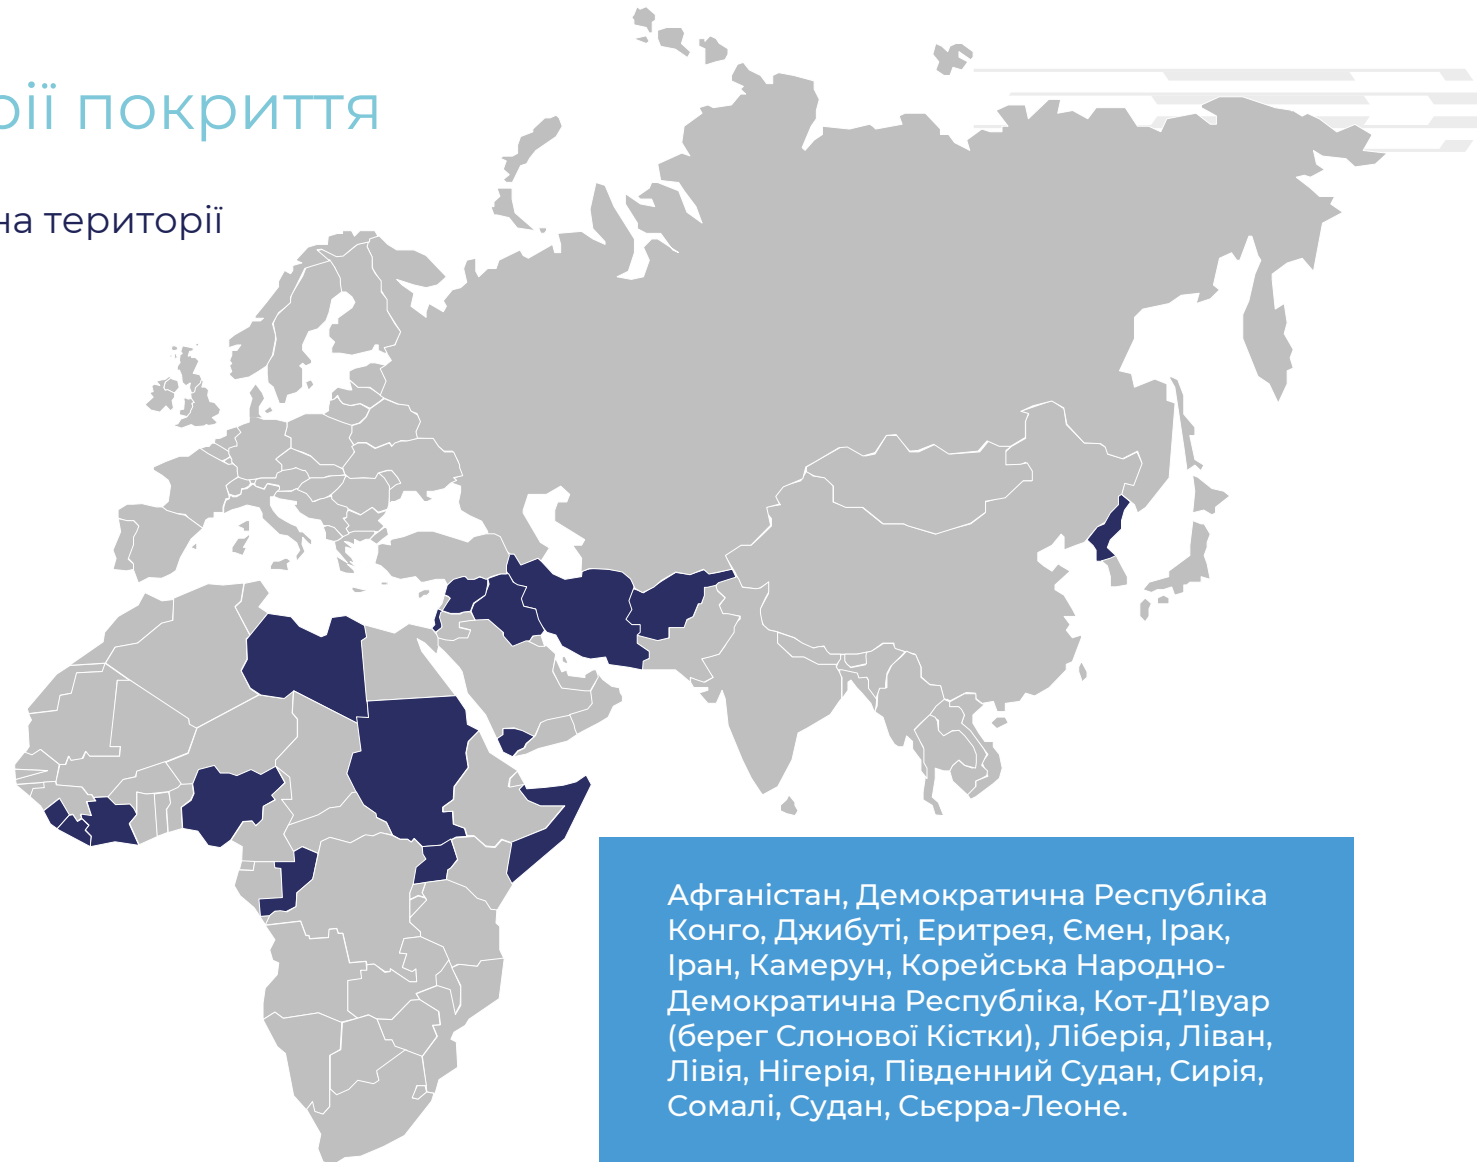 рії покриття
на території
Афганістан, Демократична Республіка
Конго, Джибуті, Еритрея, Ємен, Ірак,
Іран, Камерун, Корейська Народно-
Демократична Республіка, Кот-Д’Івуар
(берег Слонової Кістки), Ліберія, Ліван,
Лівія, Нігерія, Південний Судан, Сирія,
Сомалі, Судан, Сьєрра-Леоне.